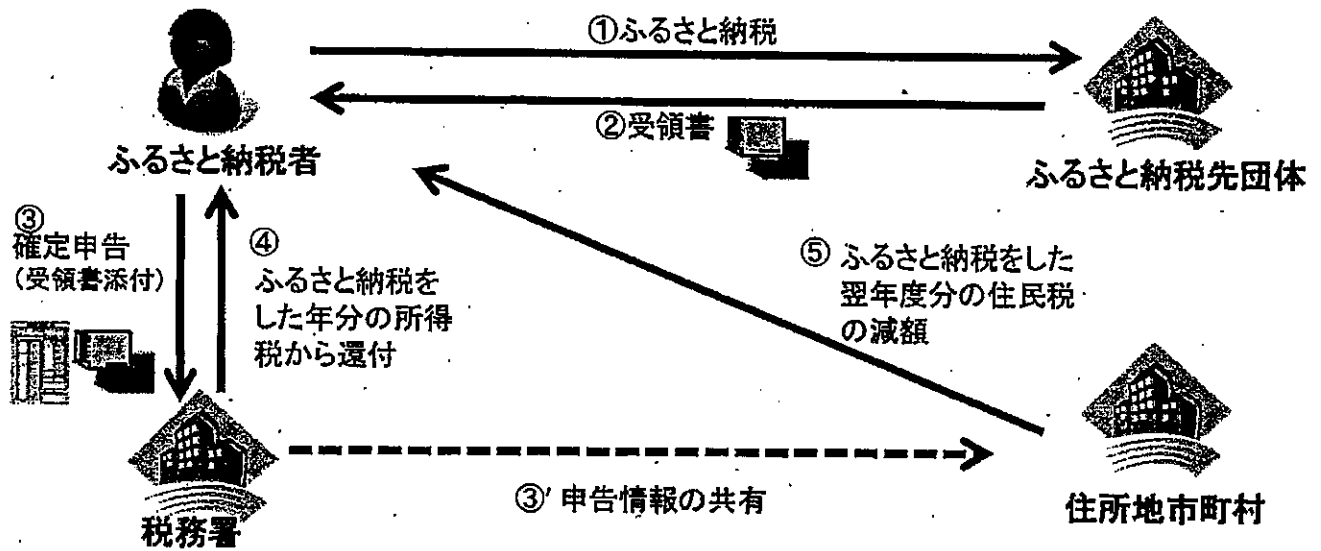 ①ふるさと納税
②受領書
ふるさと納税者
ふるさと納税先団体
③
確定申告
(受領書添付)
④
ふるさと納税を
した年分の所得
税から還付
⑤ ふるさと納税をした
翌年度分の住民税
の減額
③' 申告情報の共有
税務署
住所地市町村